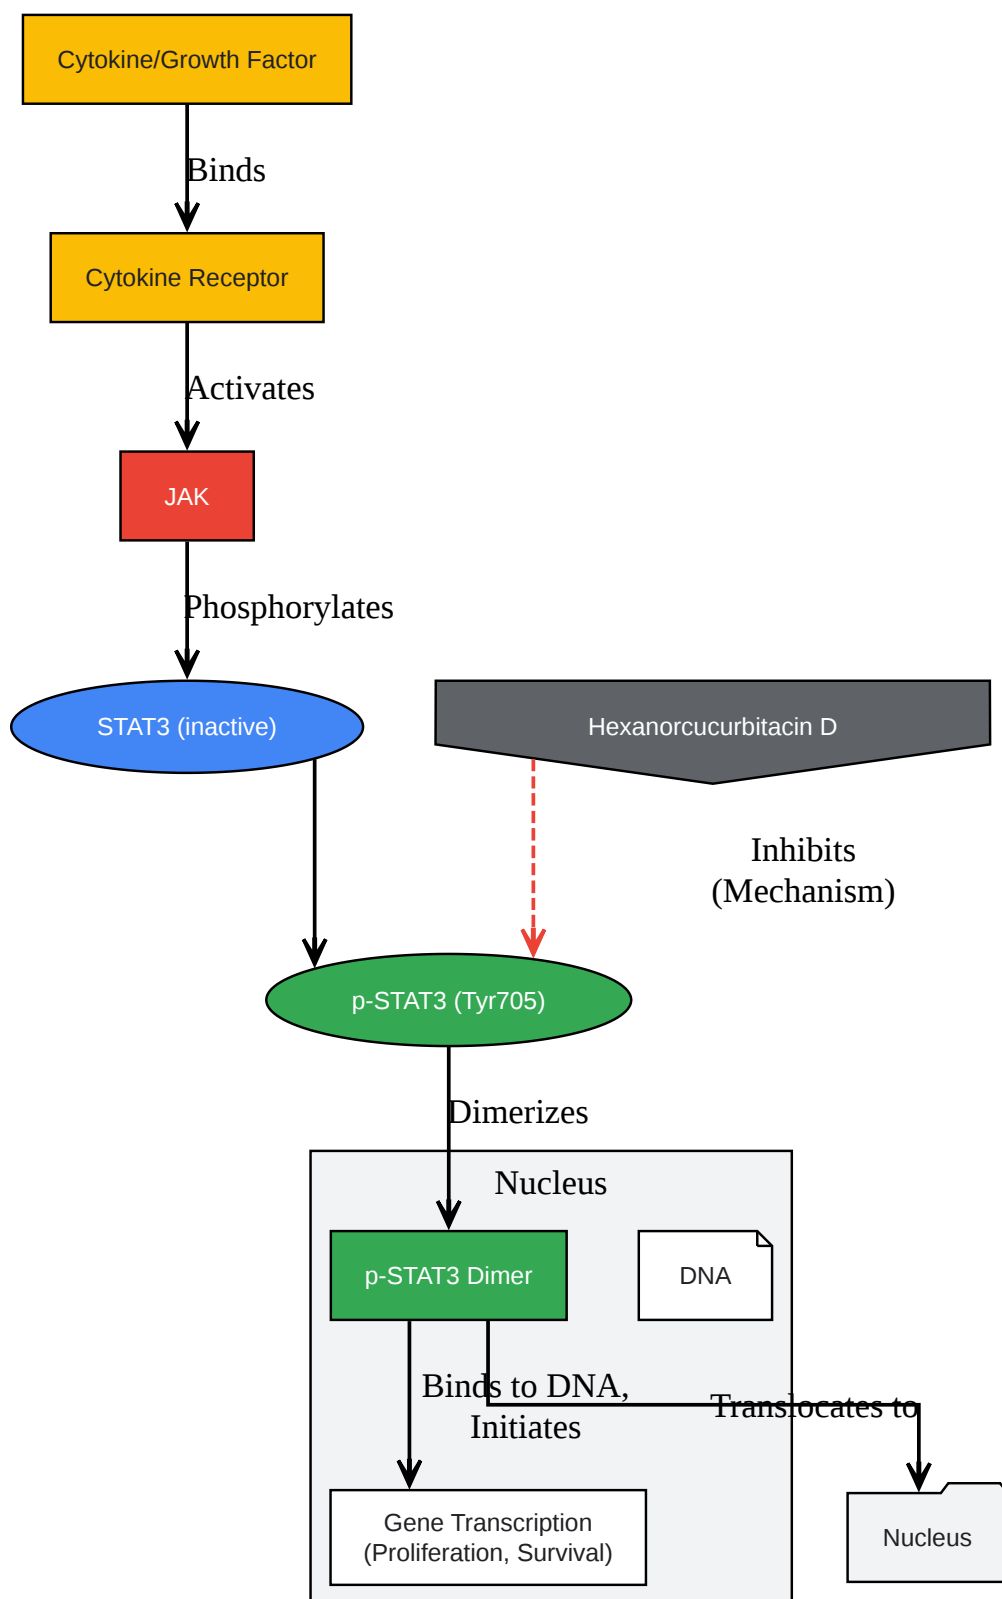 Cytokine/Growth Factor
Binds
Cytokine Receptor
Activates
JAK
Phosphorylates
STAT3 (inactive)
Hexanorcucurbitacin D
Inhibits
(Mechanism)
p-STAT3 (Tyr705)
Dimerizes
Nucleus
p-STAT3 Dimer
DNA
Binds to DNA,
Initiates
Translocates to
Gene Transcription
(Proliferation, Survival)
Nucleus